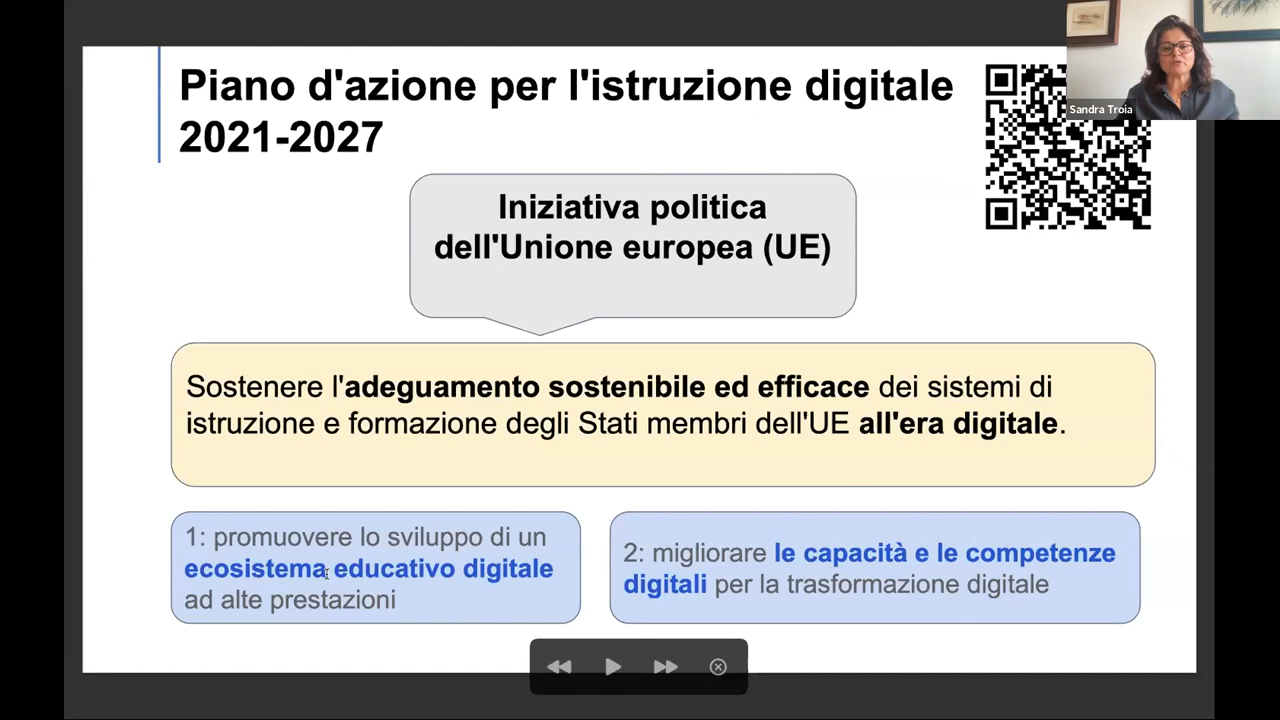 Piano d'azione per l'istruzione digitale
2021-2027
Sandra Troia
Iniziativa politica
dell'Unione europea (UE)
Sostenere l'adeguamento sostenibile ed efficace dei sistemi di
istruzione e formazione degli Stati membri dell'UE all'era digitale.
1: promuovere lo sviluppo di un
ecosistema educativo digitale
ad alte prestazioni
2: migliorare le capacità e le competenze
digitali per la trasformazione digitale